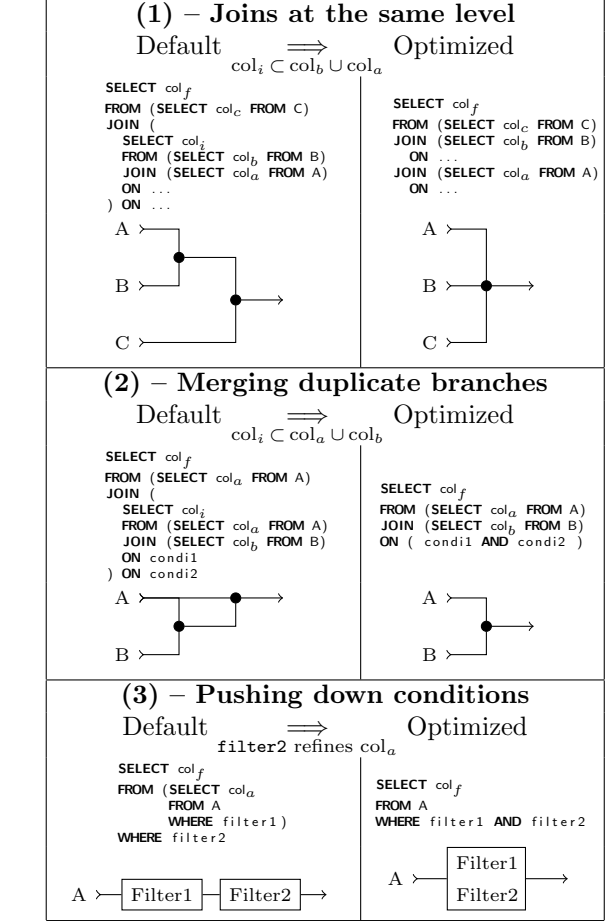 (1) – Joins at the same level
Default ⟹ Optimized
col_i ⊂ col_b ∪ col_a
SELECT col_f
FROM (SELECT col_c FROM C)
JOIN (
SELECT col_i
FROM (SELECT col_b FROM B)
JOIN (SELECT col_a FROM A)
ON ...
) ON ...
A
B
C
SELECT col_f
FROM (SELECT col_c FROM C)
JOIN (SELECT col_b FROM B)
ON ...
JOIN (SELECT col_a FROM A)
ON ...
A
B
C
(2) – Merging duplicate branches
Default ⟹ Optimized
col_i ⊂ col_a ∪ col_b
SELECT col_f
FROM (SELECT col_a FROM A)
JOIN (
SELECT col_i
FROM (SELECT col_a FROM A)
JOIN (SELECT col_b FROM B)
ON condi1
) ON condi2
A
B
SELECT col_f
FROM (SELECT col_a FROM A)
JOIN (SELECT col_b FROM B)
ON ( condi1 AND condi2 )
A
B
(3) – Pushing down conditions
Default ⟹ Optimized
filter2 refines col_a
SELECT col_f
FROM (SELECT col_a
FROM A
WHERE filter1)
WHERE filter2
A Filter1 Filter2
SELECT col_f
FROM A
WHERE filter1 AND filter2
A
Filter1
Filter2